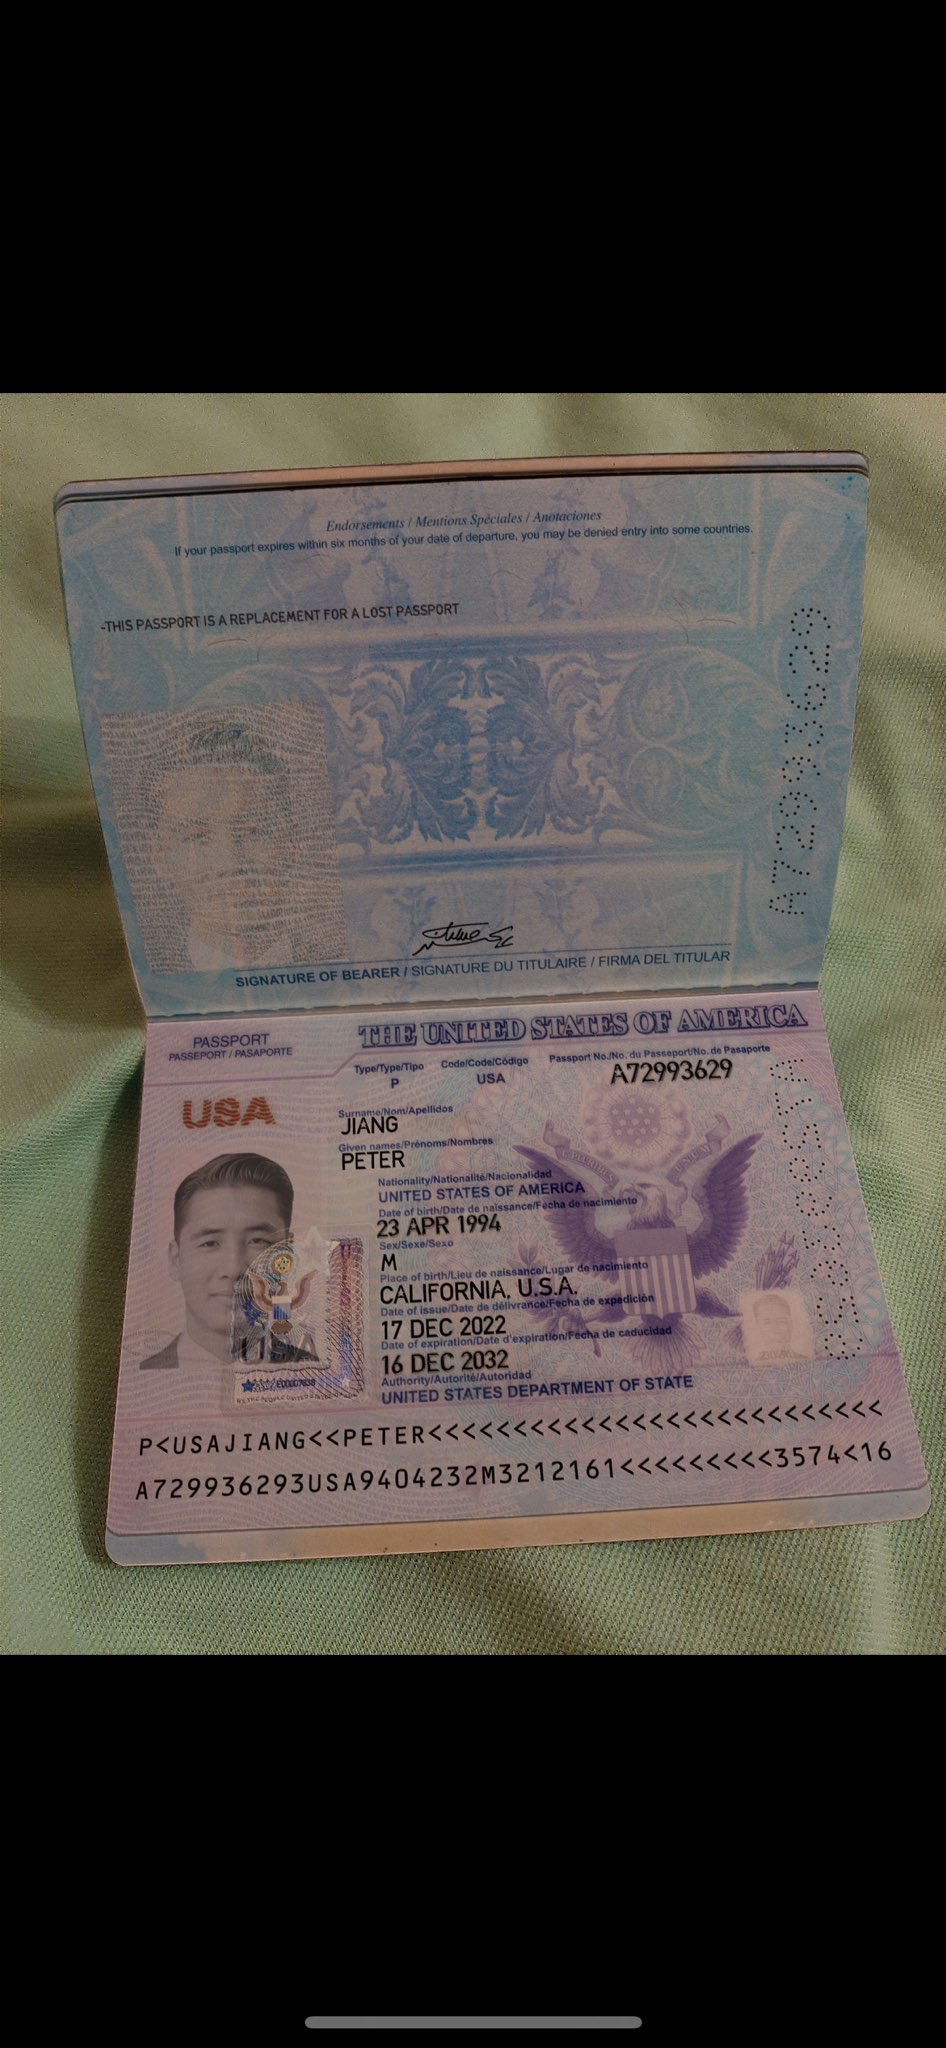 Endorsements / Mentions Spéciales / Anotaciones
If your passport expires within six months of your date of departure, you may be denied entry into some countries.
-THIS PASSPORT IS A REPLACEMENT FOR A LOST PASSPORT
A72993629
SIGNATURE OF BEARER / SIGNATURE DU TITULAIRE / FIRMA DEL TITULAR
PASSPORT
PASSEPORT / PASAPORTE
THE UNITED STATES OF AMERICA
Type/Type/Tipo Code/Code/Código Passport No./No. du Passeport/No. de Pasaporte
P USA A72993629
USA
Surname/Nom/Apellidos
JIANG
Given names/Prénoms/Nombres
PETER
Nationality/Nationalité/Nacionalidad
UNITED STATES OF AMERICA
Date of birth/Date de naissance/Fecha de nacimiento
23 APR 1994
Sex/Sexe/Sexo
M
Place of birth/Lieu de naissance/Lugar de nacimiento
CALIFORNIA, U.S.A.
Date of issue/Date de délivrance/Fecha de expedición
17 DEC 2022
Date of expiration/Date d'expiration/Fecha de caducidad
16 DEC 2032
Authority/Autorité/Autoridad
UNITED STATES DEPARTMENT OF STATE
USA
P<USAJIANG<<PETER<<<<<<<<<<<<<<<<<<<<<<<<<<<
A729936293USA9404232M3212161<<<<<<<<<3574<16